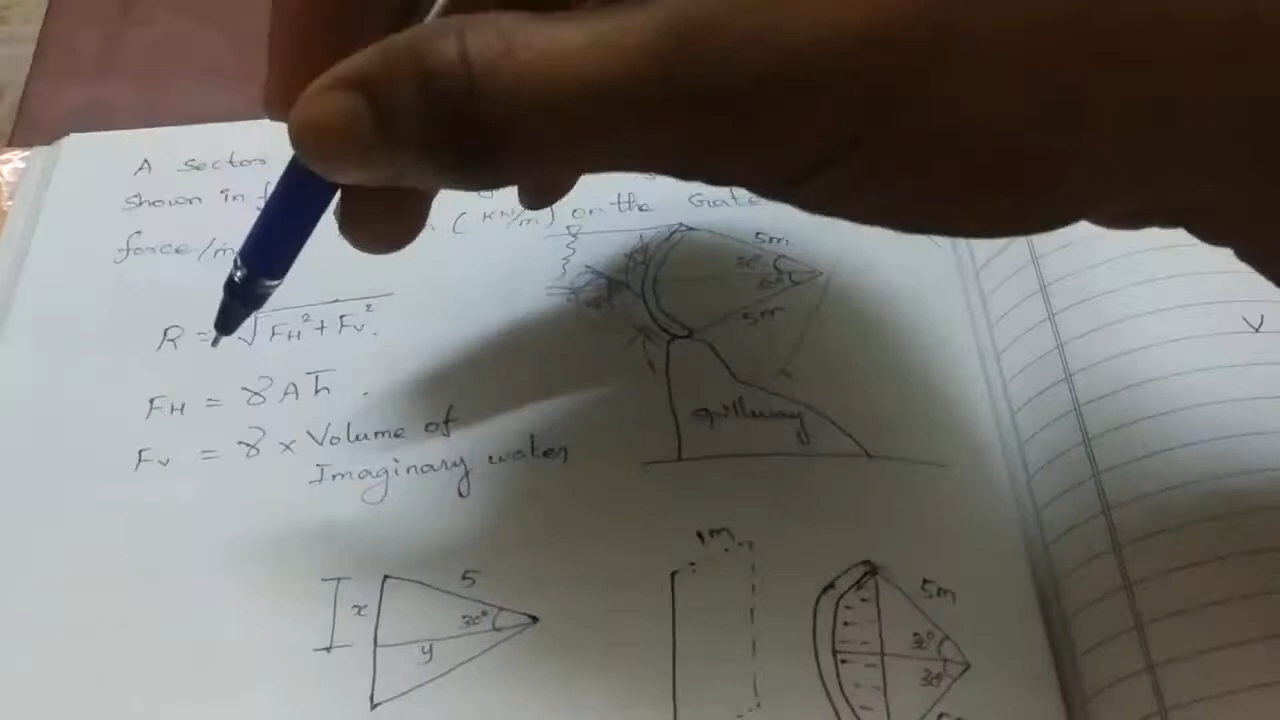 A sector
shown in
(KN/m) on the Gate
force/m
5m
30°
5m
spillway
R = √FH²+Fv².
FH = γAh̅.
Fv = γ × Volume of
Imaginary water
x
5
30°
y
1m
5m
30°
30°
V